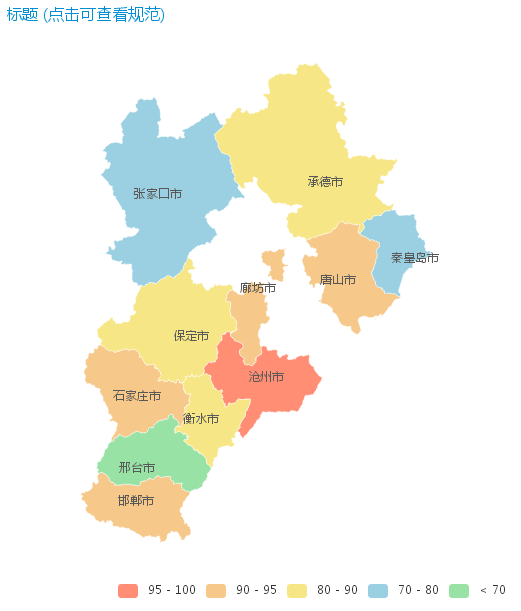 标题 (点击可查看规范)
承德市
张家口市
秦皇岛市
唐山市
廊坊市
保定市
沧州市
石家庄市
衡水市
邢台市
邯郸市
95 - 100 90 - 95 80 - 90 70 - 80 < 70